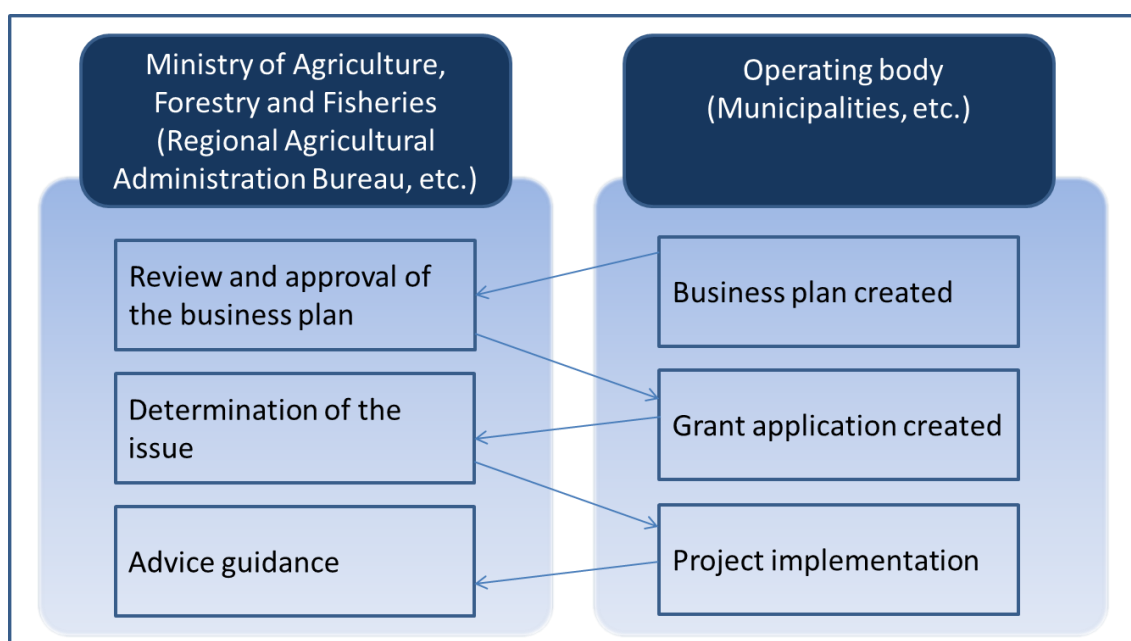 Ministry of Agriculture,
Forestry and Fisheries
(Regional Agricultural
Administration Bureau, etc.)
Operating body
(Municipalities, etc.)
Review and approval of
the business plan
Business plan created
Determination of the
issue
Grant application created
Advice guidance
Project implementation